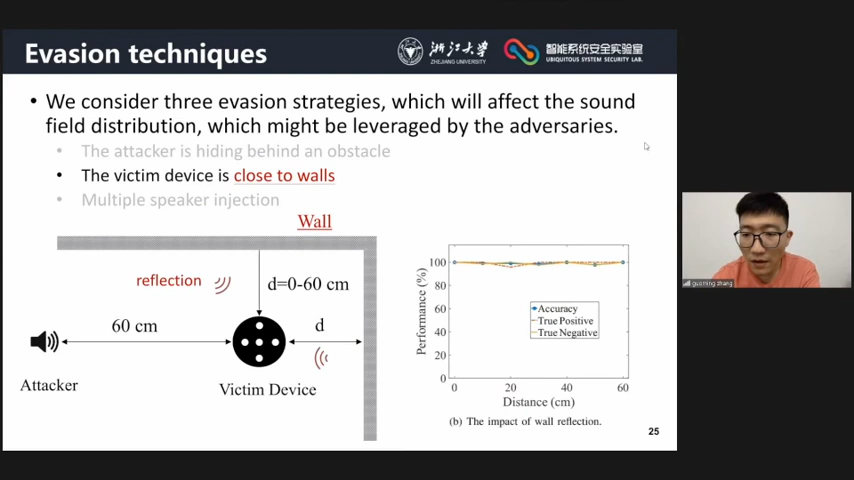 Evasion techniques
浙江大学
ZHEJIANG UNIVERSITY
智能系统安全实验室
UBIQUITOUS SYSTEM SECURITY LAB.
• We consider three evasion strategies, which will affect the sound
field distribution, which might be leveraged by the adversaries.
• The attacker is hiding behind an obstacle
• The victim device is close to walls
• Multiple speaker injection
Wall
reflection
d=0-60 cm
60 cm
d
Attacker
Victim Device
Performance (%)
100
80
60
40
20
0
Accuracy
True Positive
True Negative
0
20
40
60
Distance (cm)
(b) The impact of wall reflection.
25
guoming zhang